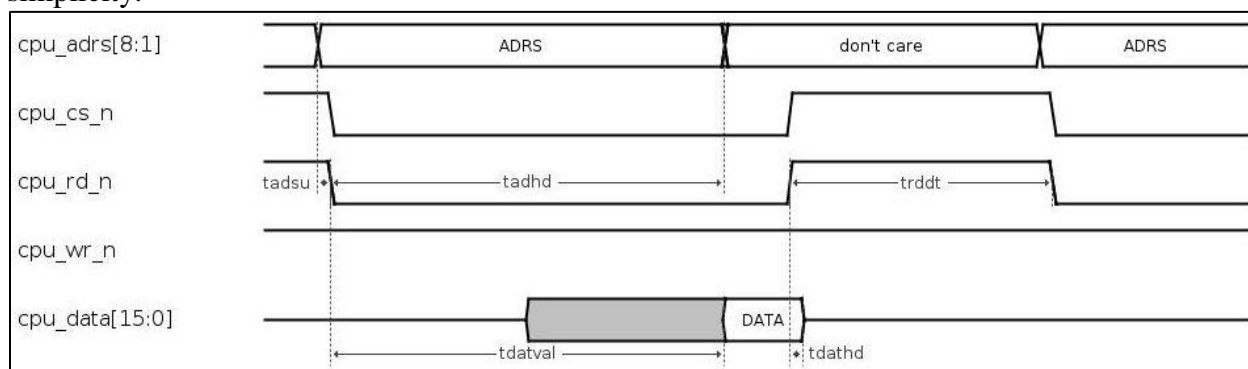 simplicity.
cpu_adrs[8:1] ADRS don't care ADRS
cpu_cs_n
cpu_rd_n tadsu tadhd trddt
cpu_wr_n
cpu_data[15:0] DATA
tdatval tdathd